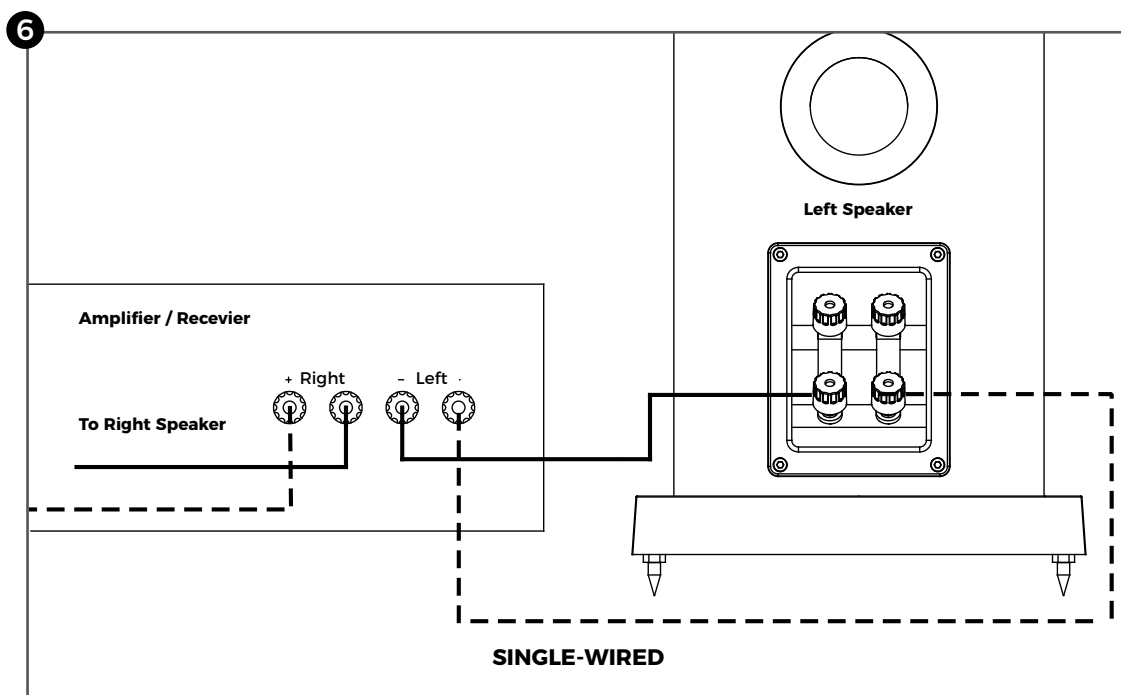 6
Left Speaker
Amplifier / Recevier
+ Right - Left ·
To Right Speaker
SINGLE-WIRED